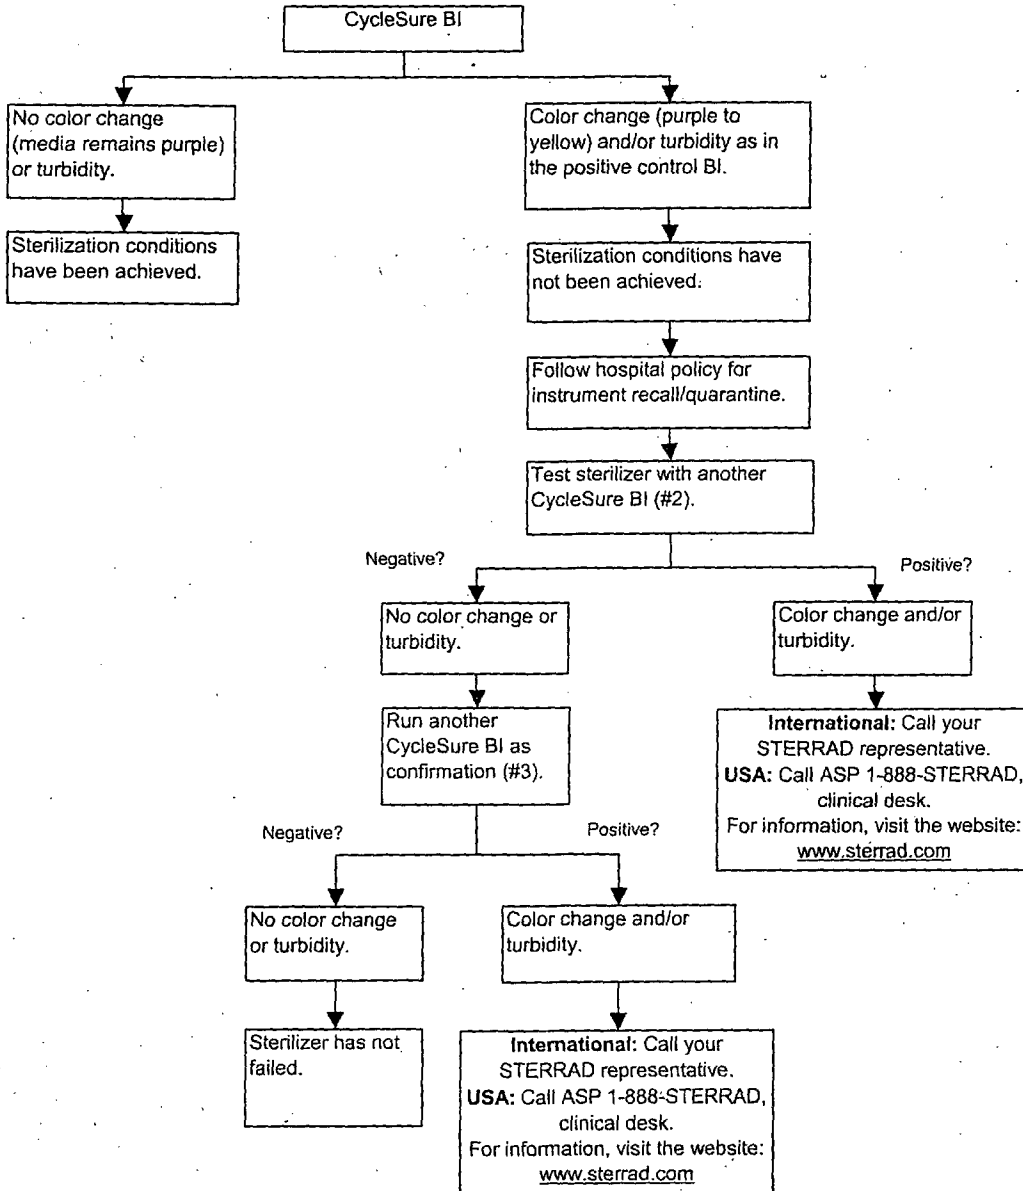 CycleSure BI
No color change
(media remains purple)
or turbidity.
Color change (purple to
yellow) and/or turbidity as in
the positive control BI.
Sterilization conditions
have been achieved.
Sterilization conditions have
not been achieved.
Follow hospital policy for
instrument recall/quarantine.
Test sterilizer with another
CycleSure BI (#2).
Negative?
Positive?
No color change or
turbidity.
Color change and/or
turbidity.
Run another
CycleSure BI as
confirmation (#3).
International: Call your
STERRAD representative.
USA: Call ASP 1-888-STERRAD,
clinical desk.
For information, visit the website:
www.sterrad.com
Negative?
Positive?
No color change
or turbidity.
Color change and/or
turbidity.
Sterilizer has not
failed.
International: Call your
STERRAD representative.
USA: Call ASP 1-888-STERRAD,
clinical desk.
For information, visit the website:
www.sterrad.com